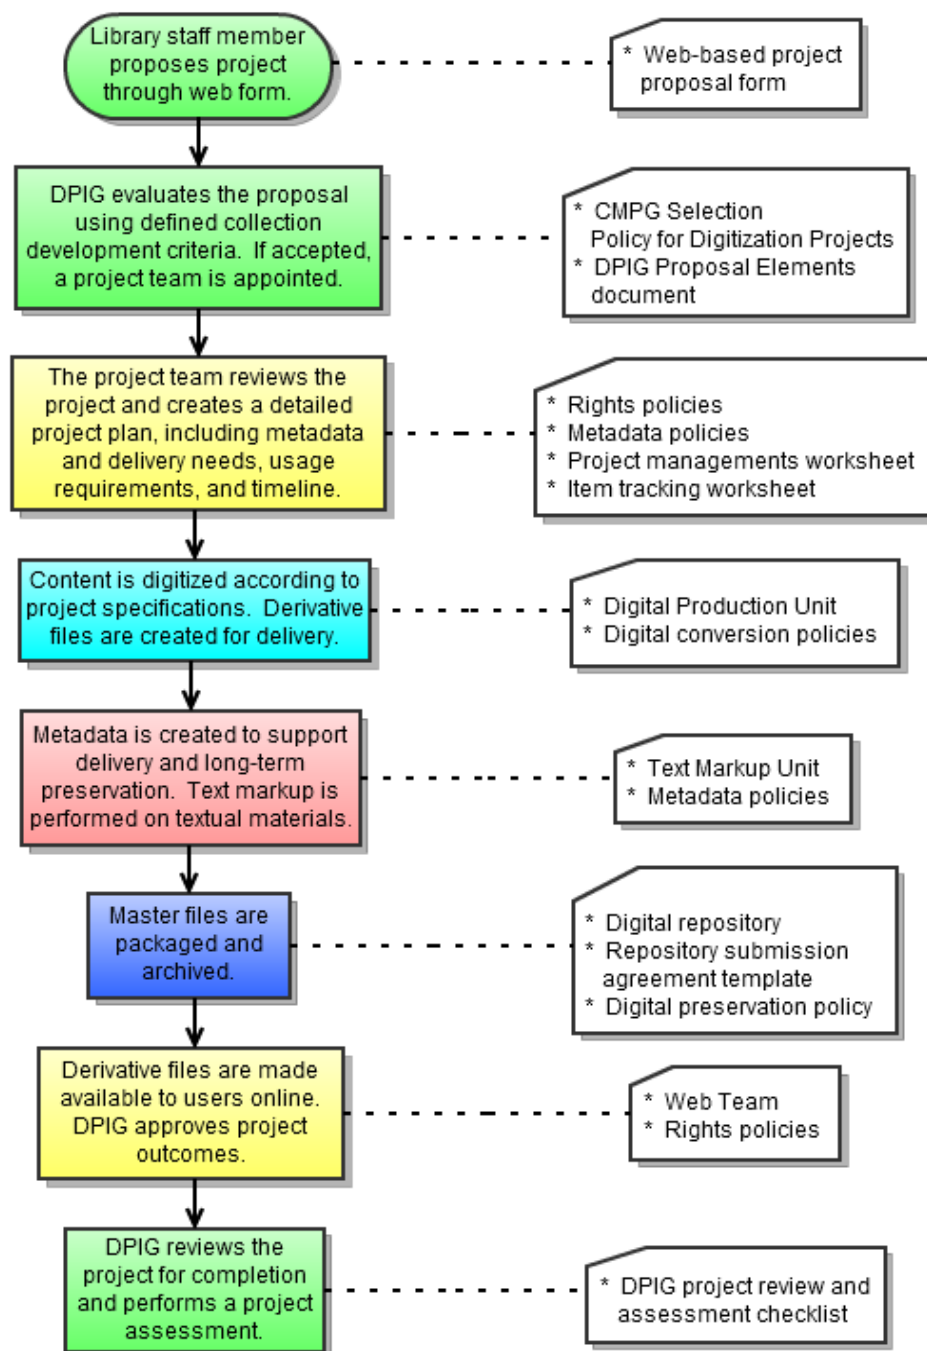 Library staff member
proposes project
through web form.
* Web-based project
proposal form
DPIG evaluates the proposal
using defined collection
development criteria.  If accepted,
a project team is appointed.
* CMPG Selection
Policy for Digitization Projects
* DPIG Proposal Elements
document
The project team reviews the
project and creates a detailed
project plan, including metadata
and delivery needs, usage
requirements, and timeline.
* Rights policies
* Metadata policies
* Project managements worksheet
* Item tracking worksheet
Content is digitized according to
project specifications.  Derivative
files are created for delivery.
* Digital Production Unit
* Digital conversion policies
Metadata is created to support
delivery and long-term
preservation.  Text markup is
performed on textual materials.
* Text Markup Unit
* Metadata policies
Master files are
packaged and
archived.
* Digital repository
* Repository submission
agreement template
* Digital preservation policy
Derivative files are made
available to users online.
DPIG approves project
outcomes.
* Web Team
* Rights policies
DPIG reviews the
project for completion
and performs a project
assessment.
* DPIG project review and
assessment checklist